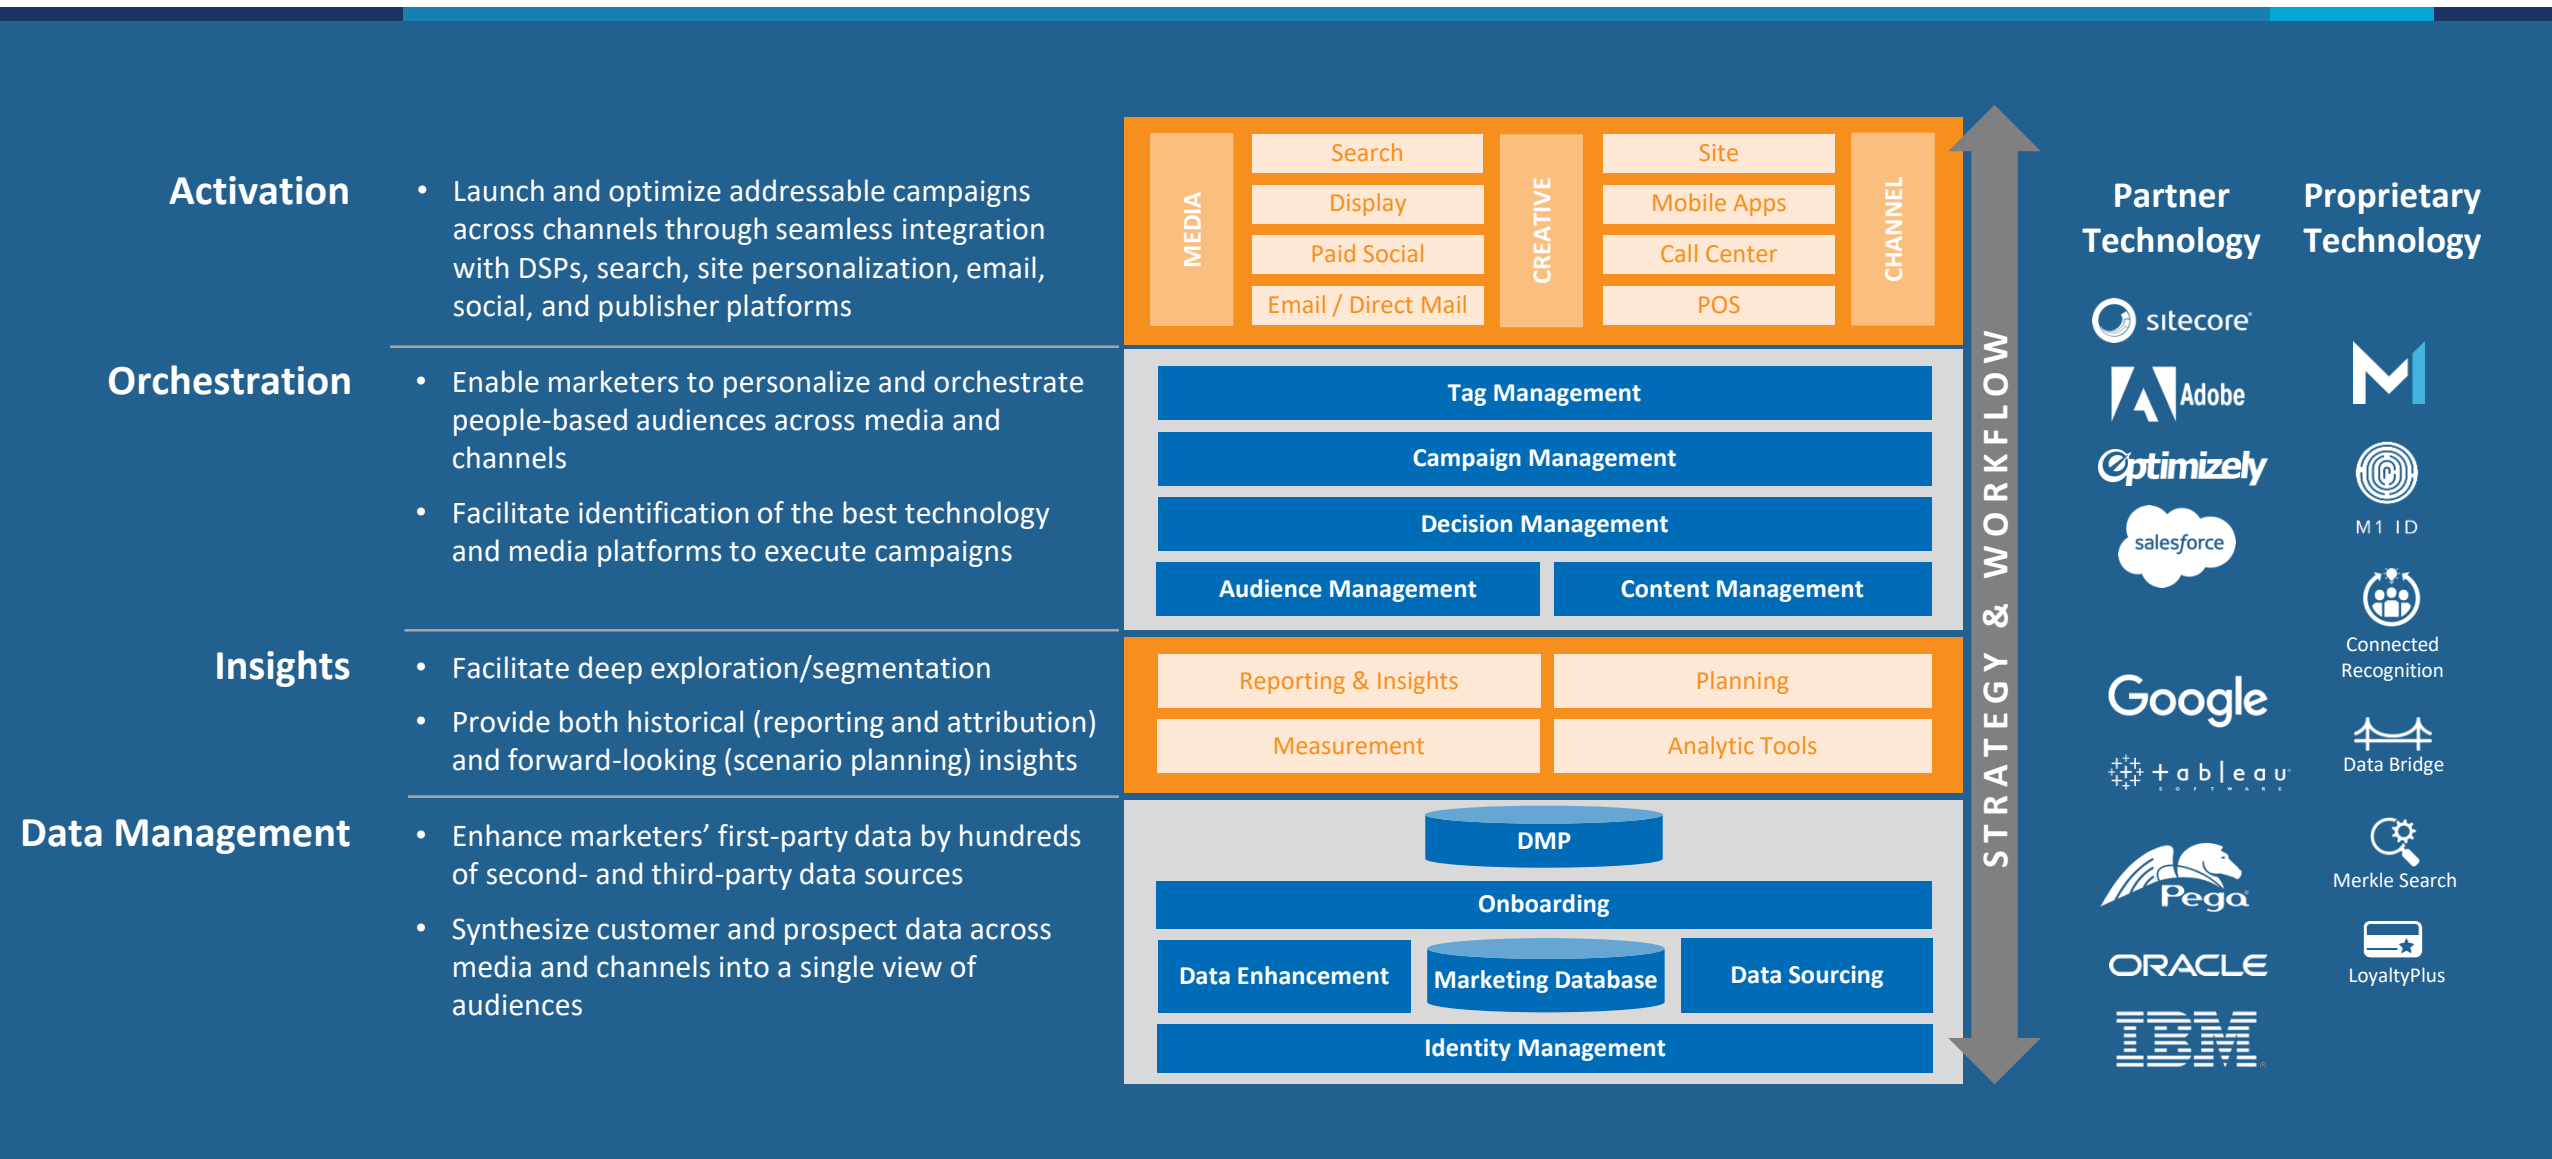 Activation
• Launch and optimize addressable campaigns
across channels through seamless integration
with DSPs, search, site personalization, email,
social, and publisher platforms
Orchestration
• Enable marketers to personalize and orchestrate
people-based audiences across media and
channels
• Facilitate identification of the best technology
and media platforms to execute campaigns
Insights
• Facilitate deep exploration/segmentation
• Provide both historical (reporting and attribution)
and forward-looking (scenario planning) insights
Data Management
• Enhance marketers’ first-party data by hundreds
of second- and third-party data sources
• Synthesize customer and prospect data across
media and channels into a single view of
audiences
MEDIA
Search
Display
Paid Social
Email / Direct Mail
CREATIVE
Site
Mobile Apps
Call Center
POS
CHANNEL
Tag Management
Campaign Management
Decision Management
Audience Management
Content Management
Reporting & Insights
Planning
Measurement
Analytic Tools
DMP
Onboarding
Data Enhancement
Marketing Database
Data Sourcing
Identity Management
STRATEGY & WORKFLOW
Partner
Technology
sitecore
Adobe
Optimizely
salesforce
Google
tableau
SOFTWARE
Pega
ORACLE
IBM
Proprietary
Technology
M1
M1 ID
Connected
Recognition
Data Bridge
Merkle Search
LoyaltyPlus